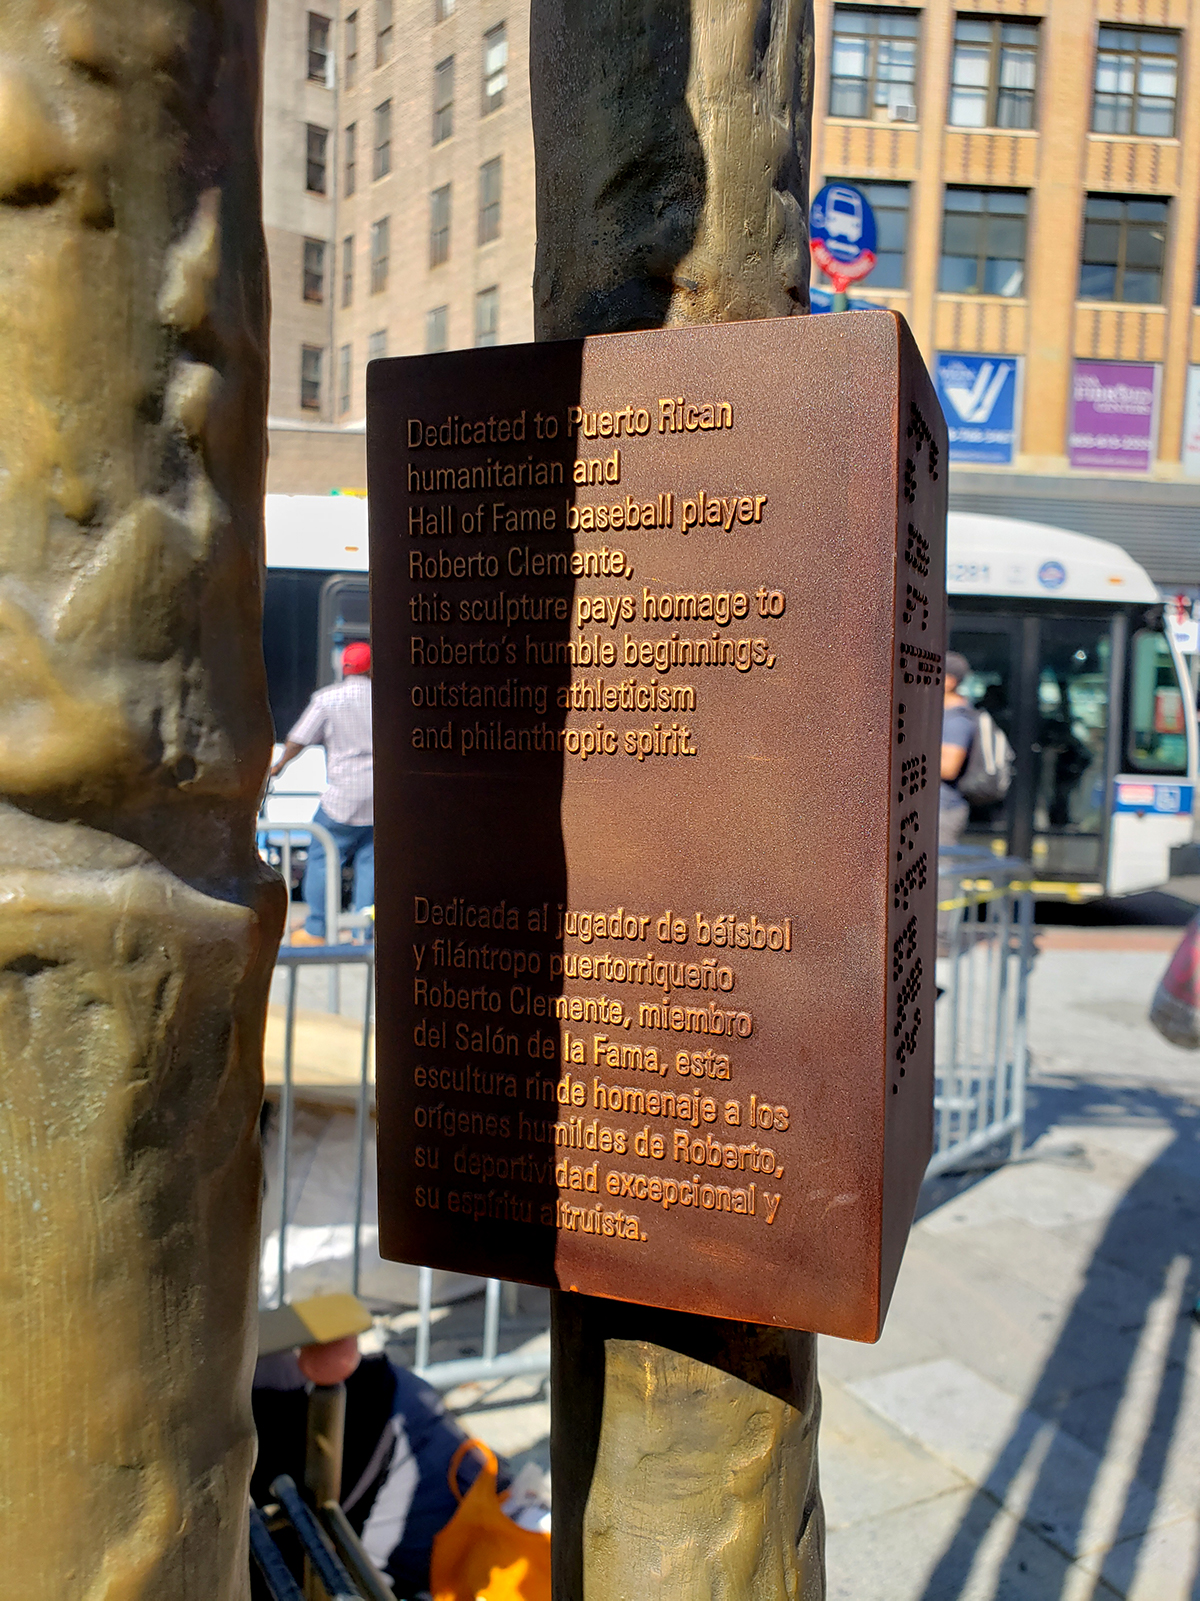 Dedicated to Puerto Rican
humanitarian and
Hall of Fame baseball player
Roberto Clemente,
this sculpture pays homage to
Roberto's humble beginnings,
outstanding athleticism
and philanthropic spirit.
Dedicada al jugador de béisbol
y filántropo puertorriqueño
Roberto Clemente, miembro
del Salón de la Fama, esta
escultura rinde homenaje a los
orígenes humildes de Roberto,
su deportividad excepcional y
su espíritu altruista.